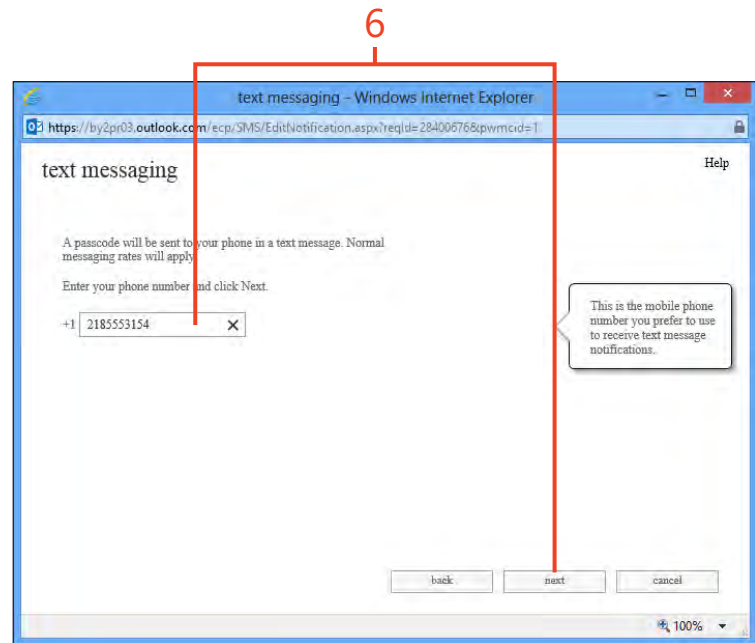 6
text messaging - Windows Internet Explorer
https://by2pr03.outlook.com/ecp/SMS/EditNotification.aspx?reqId=28400676&pwmcid=1
text messaging
Help
A passcode will be sent to your phone in a text message. Normal
messaging rates will apply.
Enter your phone number and click Next.
+1 2185553154
This is the mobile phone
number you prefer to use
to receive text message
notifications.
back next cancel
100%